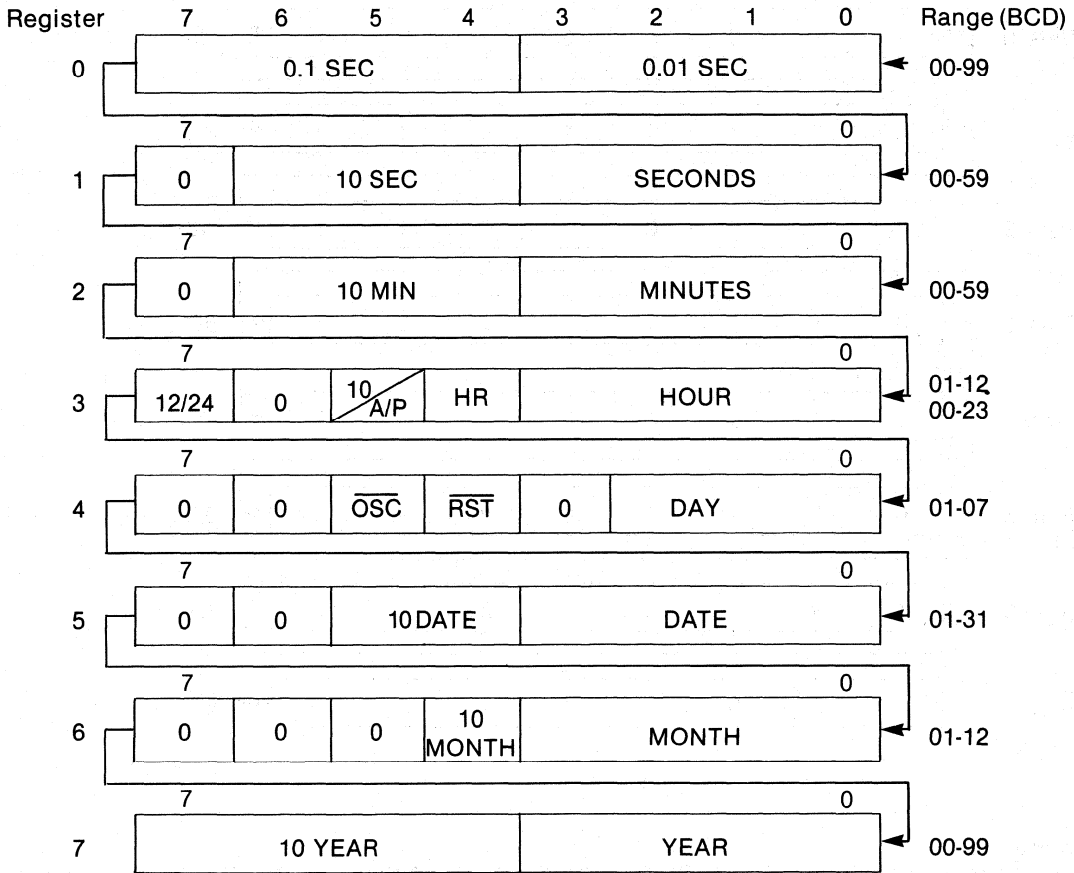 Register 7 6 5 4 3 2 1 0 Range (BCD)
0 0.1 SEC 0.01 SEC 00-99
7 0
1 0 10 SEC SECONDS 00-59
7 0
2 0 10 MIN MINUTES 00-59
7 0
3 12/24 0 10 A/P HR HOUR 01-12
00-23
7 0
4 0 0 O̅S̅C̅ R̅S̅T̅ 0 DAY 01-07
7 0
5 0 0 10 DATE DATE 01-31
7 0
6 0 0 0 10 MONTH MONTH 01-12
7 0
7 10 YEAR YEAR 00-99